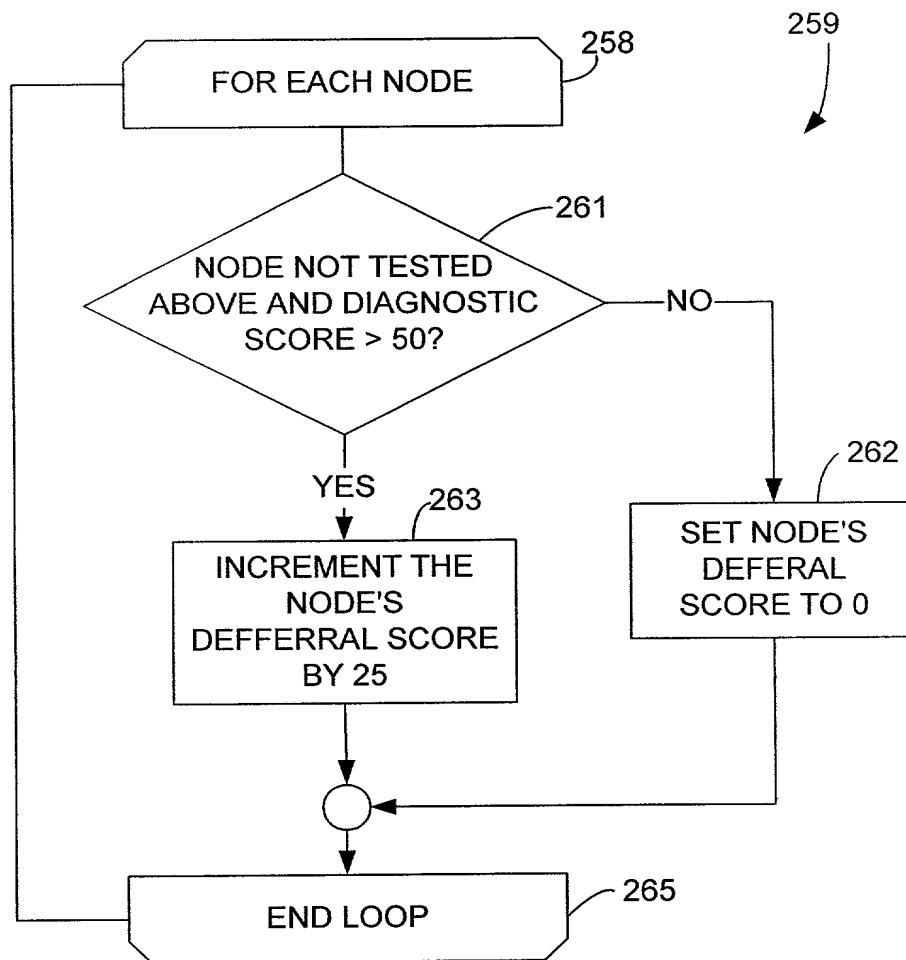 259
258
FOR EACH NODE
261
NODE NOT TESTED
ABOVE AND DIAGNOSTIC
SCORE > 50?
NO
YES
263
INCREMENT THE
NODE'S
DEFFERRAL SCORE
BY 25
262
SET NODE'S
DEFERAL
SCORE TO 0
END LOOP
265